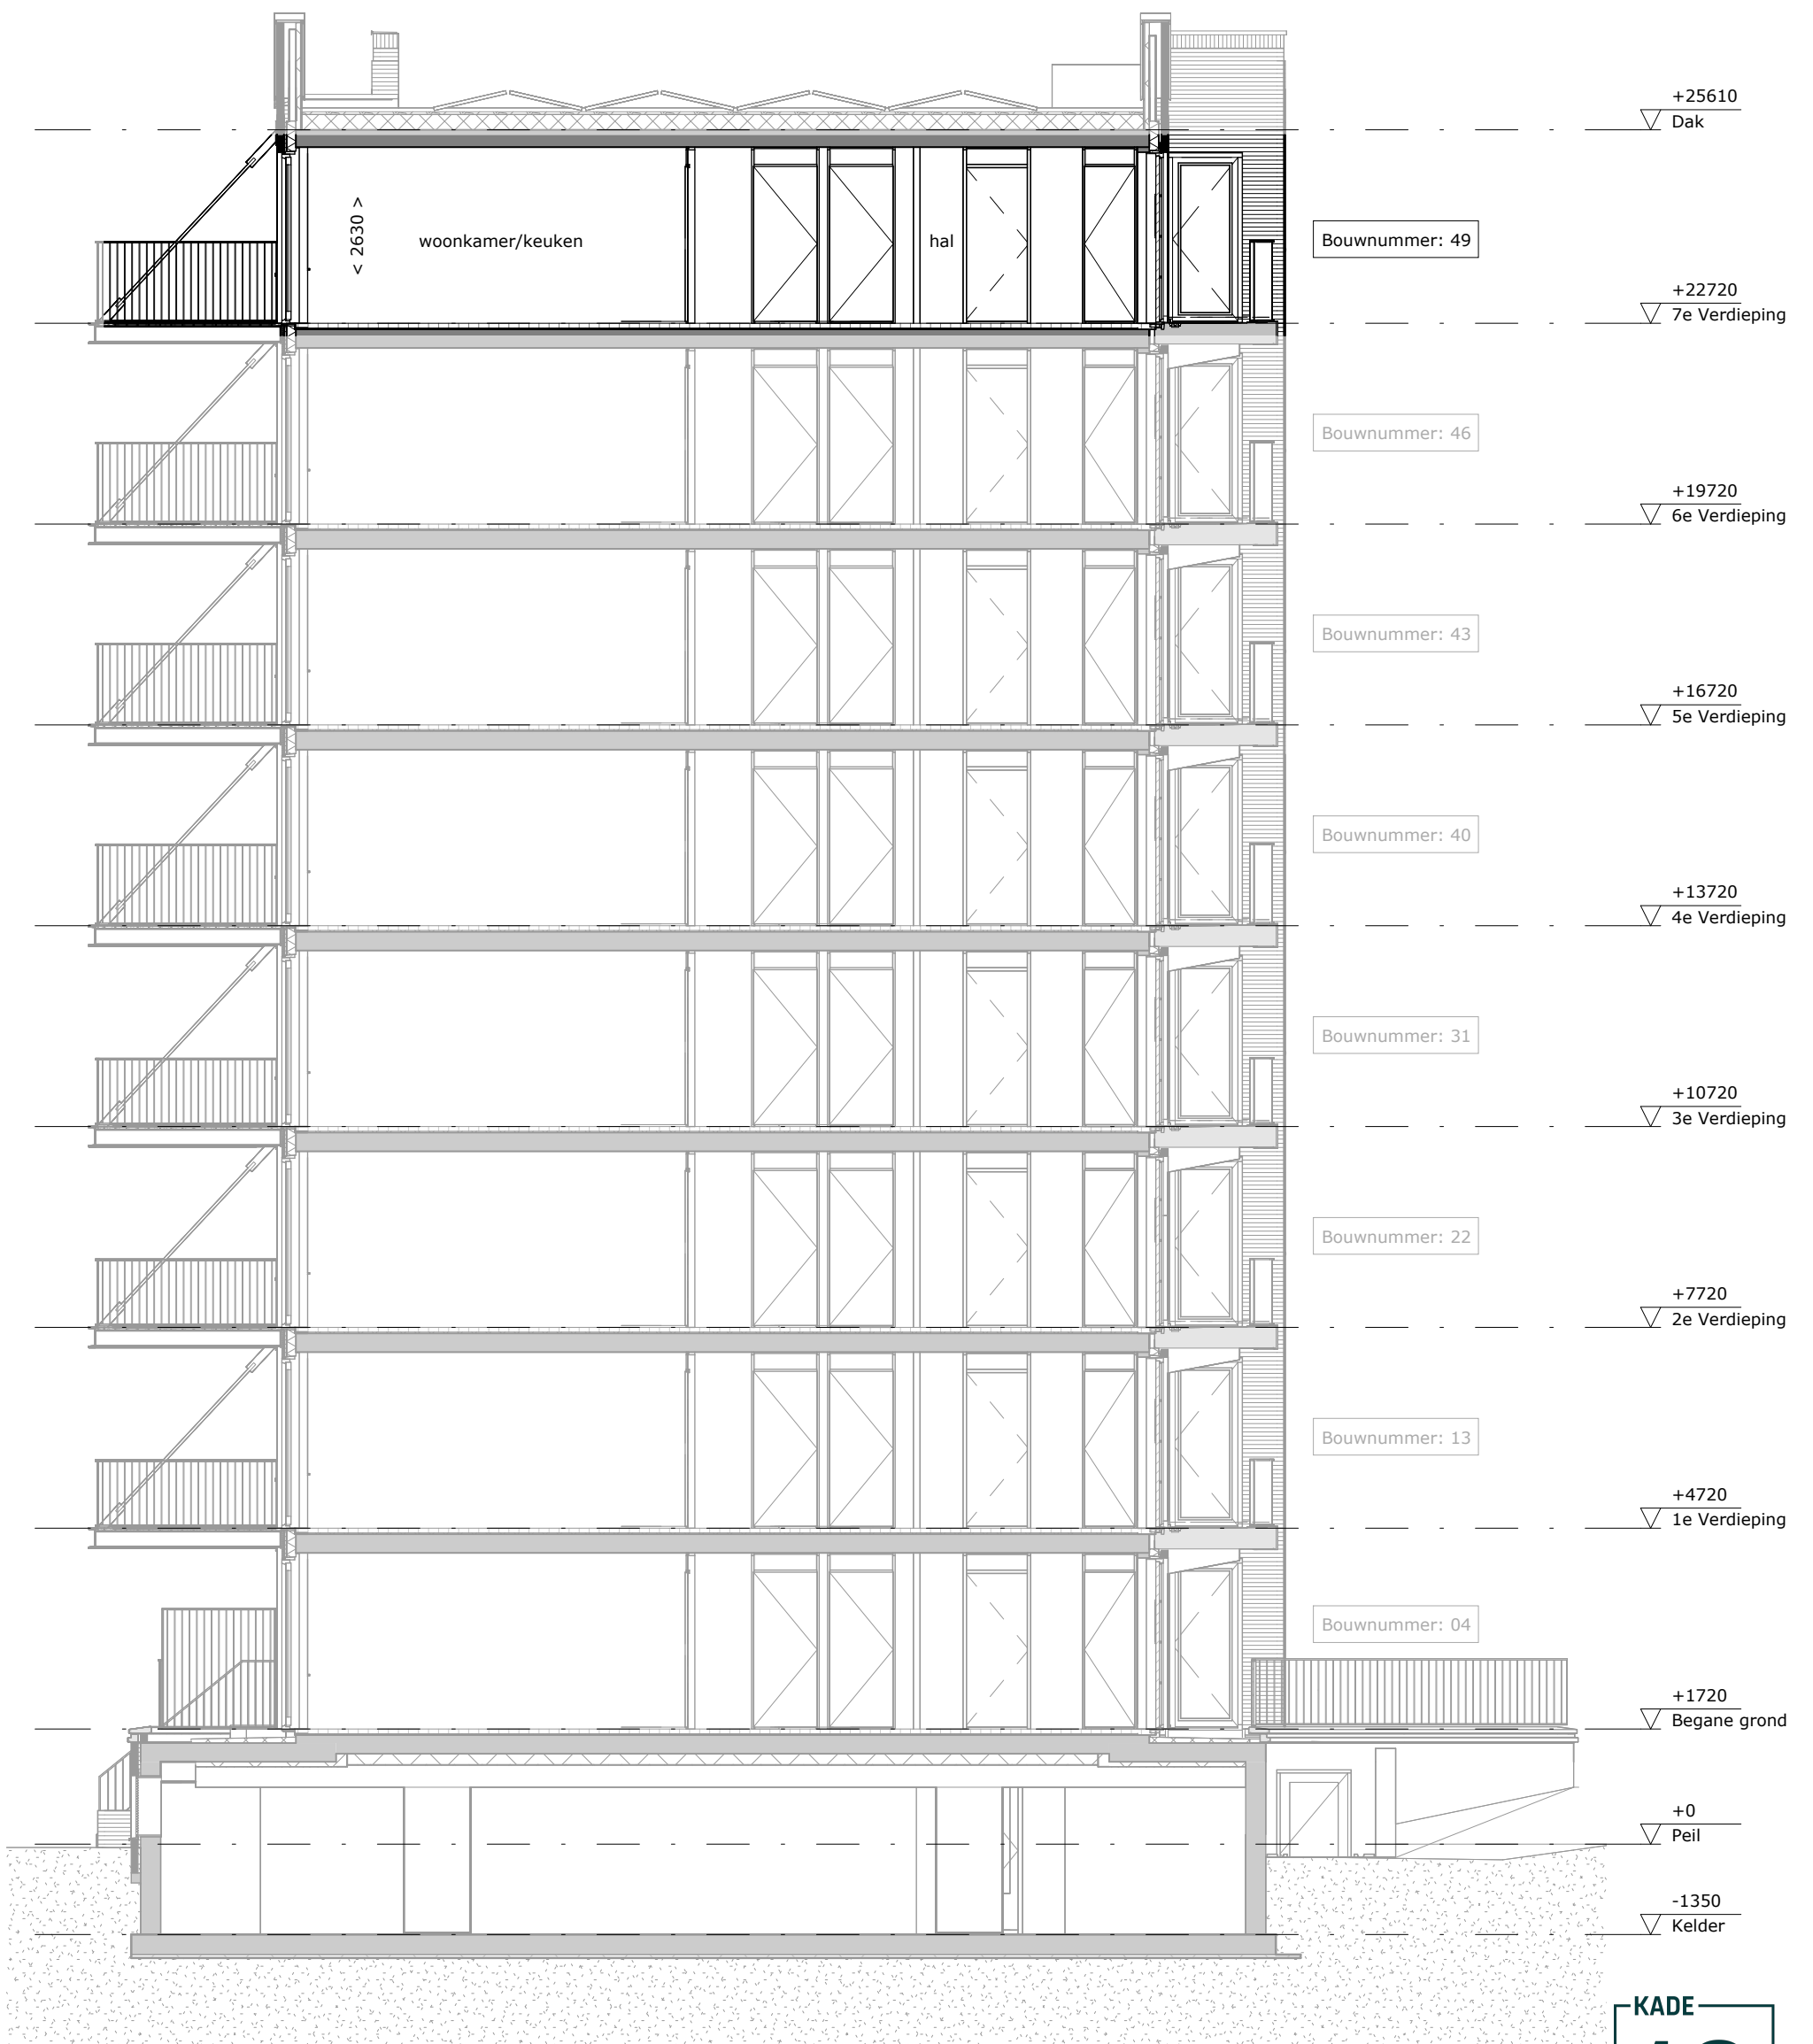 +25610
Dak
< 2630 >
woonkamer/keuken
hal
Bouwnummer: 49
+22720
7e Verdieping
Bouwnummer: 46
+19720
6e Verdieping
Bouwnummer: 43
+16720
5e Verdieping
Bouwnummer: 40
+13720
4e Verdieping
Bouwnummer: 31
+10720
3e Verdieping
Bouwnummer: 22
+7720
2e Verdieping
Bouwnummer: 13
+4720
1e Verdieping
Bouwnummer: 04
+1720
Begane grond
+0
Peil
-1350
Kelder
KADE